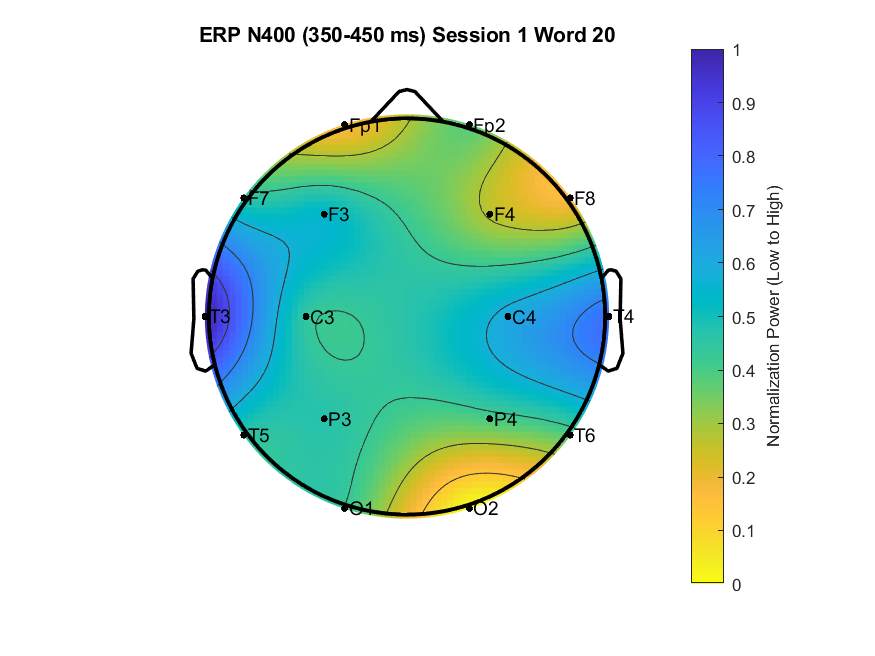 ERP N400 (350-450 ms) Session 1 Word 20
Fp1
Fp2
F7
F3
F4
F8
T3
C3
C4
T4
T5
P3
P4
T6
O1
O2
1
0.9
0.8
0.7
0.6
0.5
0.4
0.3
0.2
0.1
0
Normalization Power (Low to High)